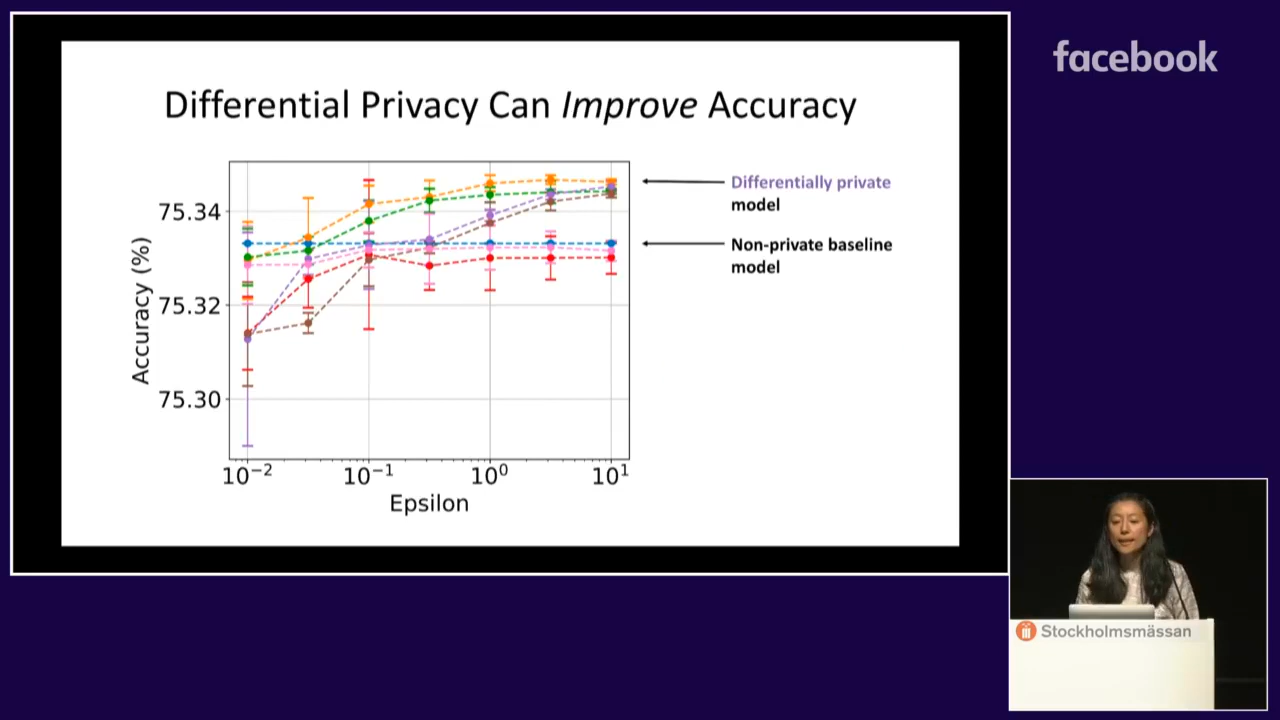 facebook
Differential Privacy Can Improve Accuracy
Differentially private
model
Non-private baseline
model
75.34
75.32
75.30
Accuracy (%)
10⁻²
10⁻¹
10⁰
10¹
Epsilon
Stockholmsmässan